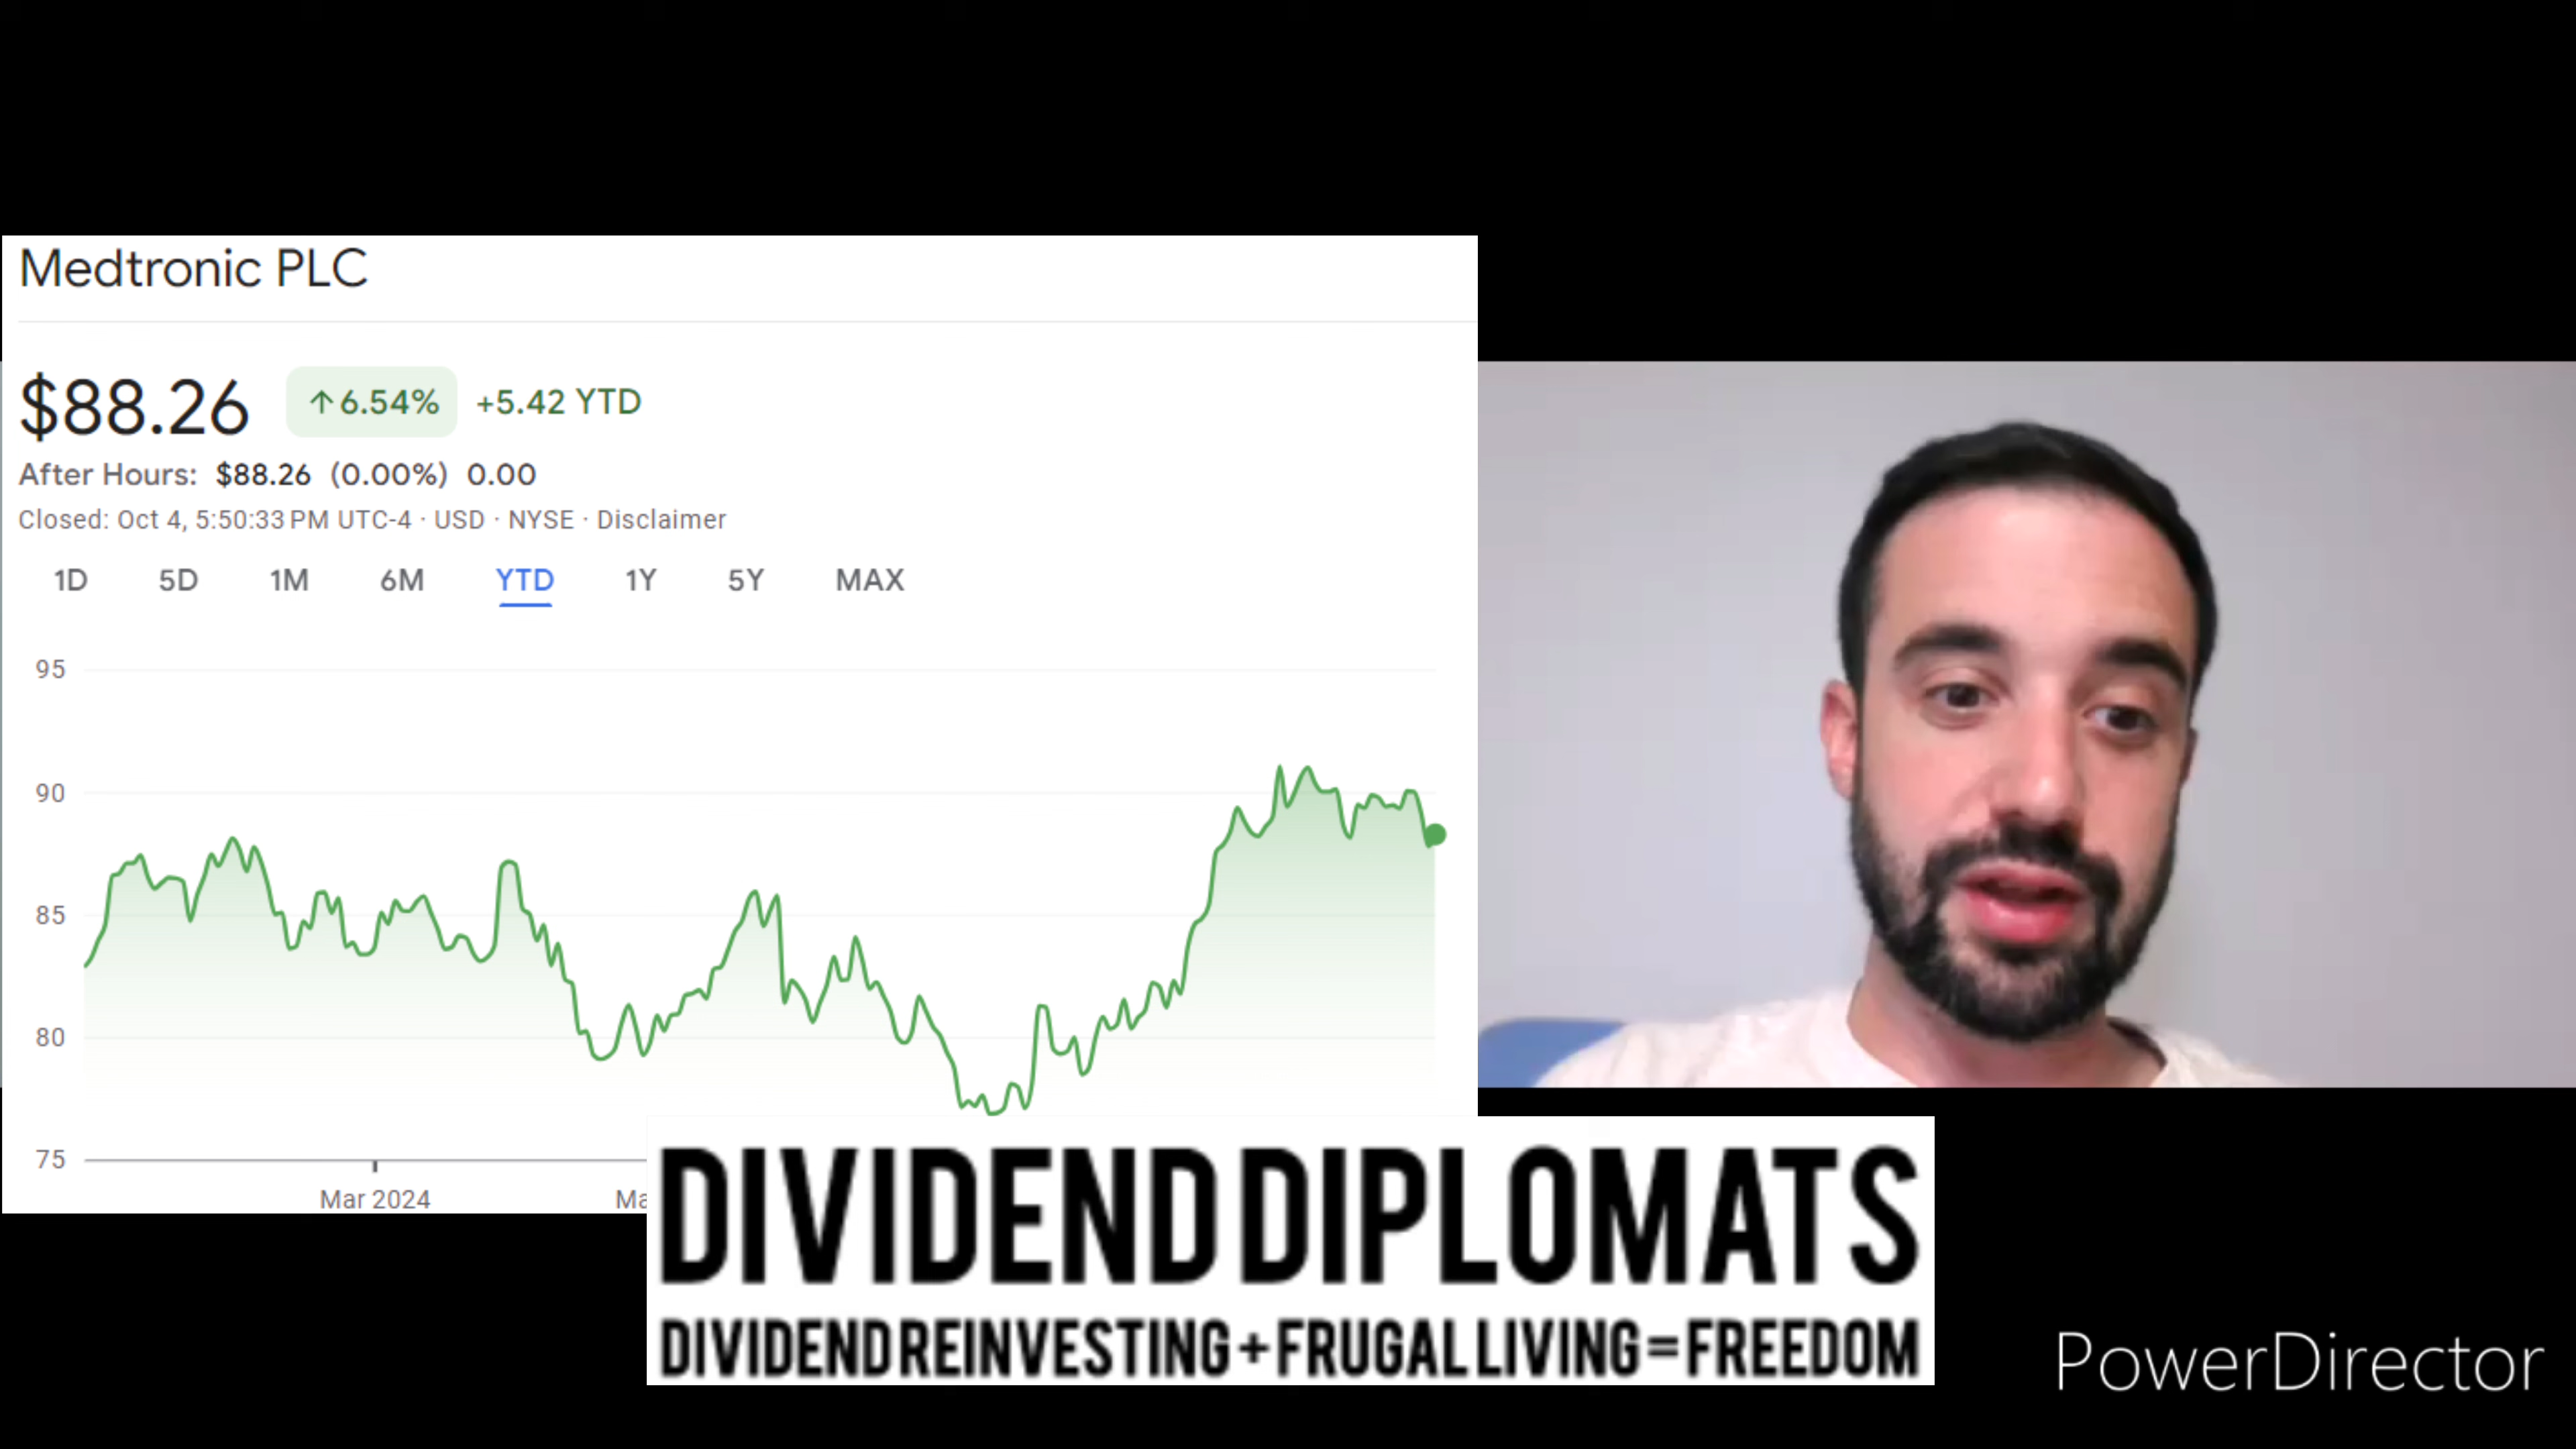 Medtronic PLC
$88.26 ↑6.54% +5.42 YTD
After Hours: $88.26 (0.00%) 0.00
Closed: Oct 4, 5:50:33 PM UTC-4 · USD · NYSE · Disclaimer
1D 5D 1M 6M YTD 1Y 5Y MAX
95
90
85
80
75
Mar 2024
DIVIDEND DIPLOMATS
DIVIDEND REINVESTING + FRUGAL LIVING = FREEDOM
PowerDirector